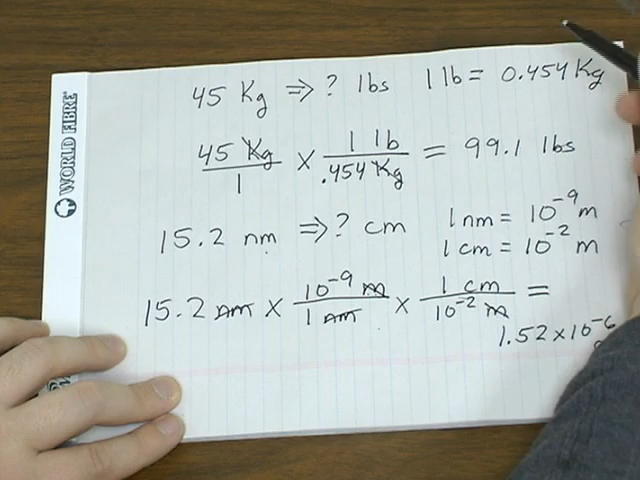 45 Kg => ? lbs 1 lb = 0.454 Kg
45 Kg / 1 × 1 lb / .454 Kg = 99.1 lbs
15.2 nm => ? cm 1 nm = 10⁻⁹ m
1 cm = 10⁻² m
15.2 nm × 10⁻⁹ m / 1 nm × 1 cm / 10⁻² m =
1.52 × 10⁻⁶
WORLD FIBRE